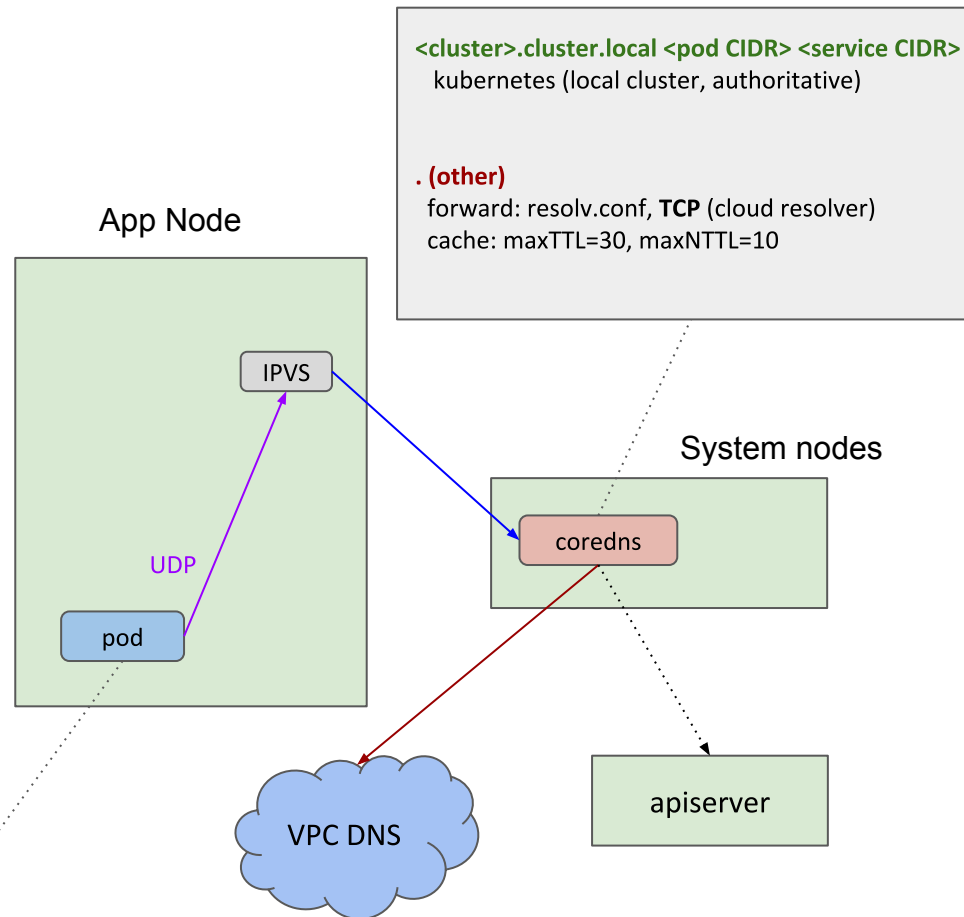 <cluster>.cluster.local <pod CIDR> <service CIDR>
kubernetes (local cluster, authoritative)
. (other)
forward: resolv.conf, TCP (cloud resolver)
cache: maxTTL=30, maxNTTL=10
App Node
IPVS
System nodes
coredns
UDP
pod
apiserver
VPC DNS